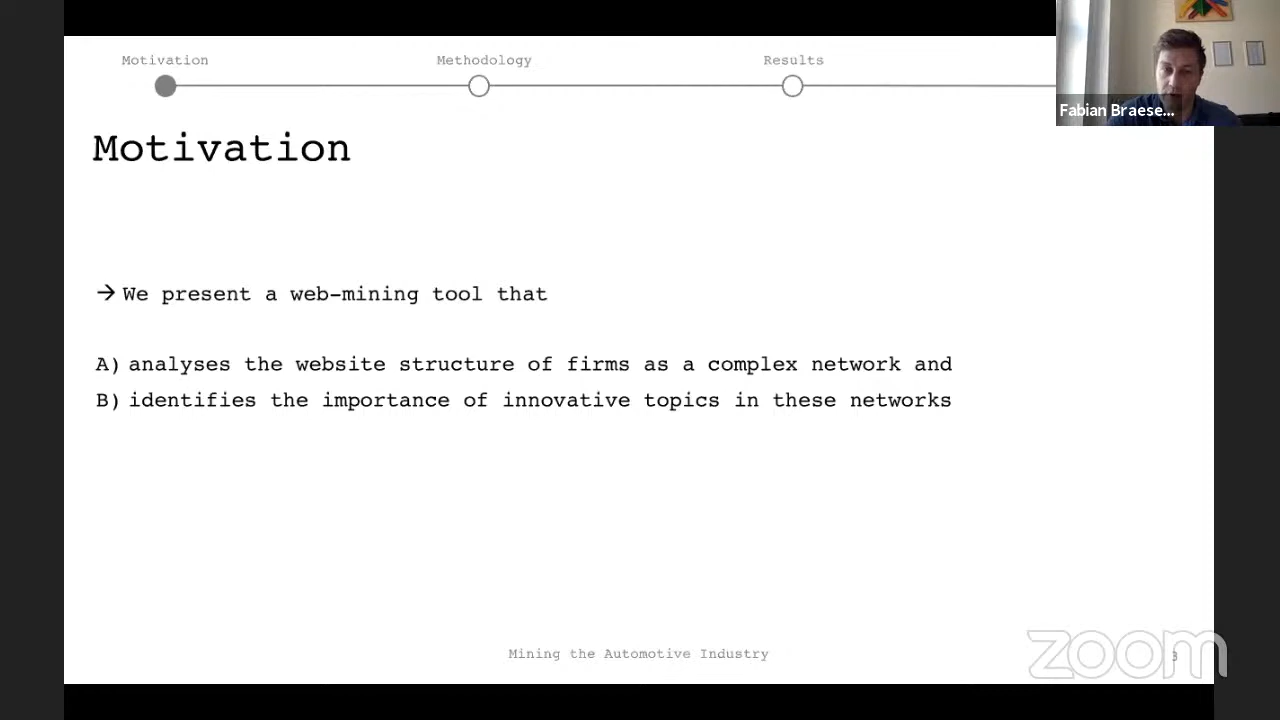 Motivation
Methodology
Results
Fabian Braese...
Motivation
→ We present a web-mining tool that
A) analyses the website structure of firms as a complex network and
B) identifies the importance of innovative topics in these networks
Mining the Automotive Industry
3
zoom